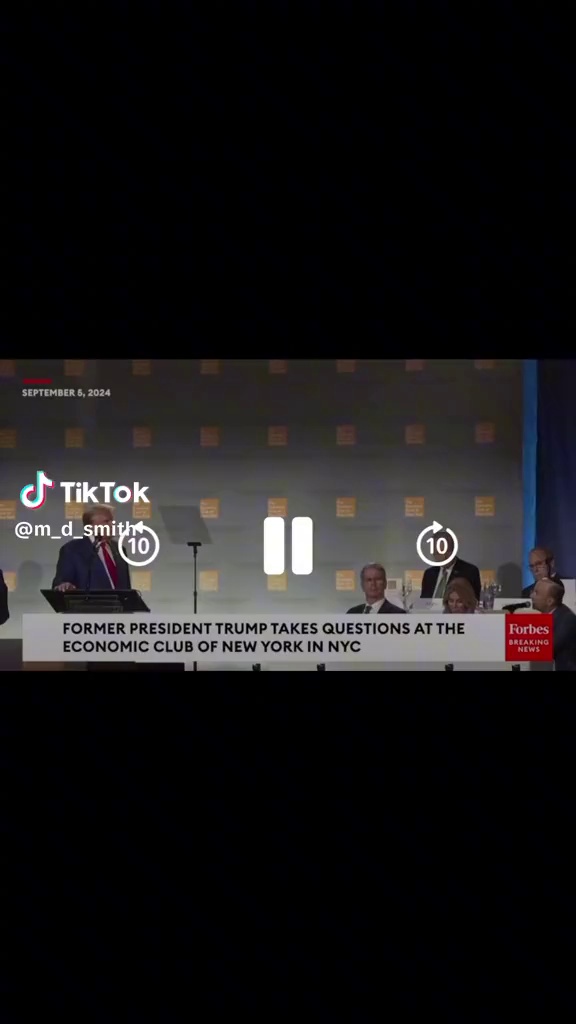 SEPTEMBER 5, 2024
TikTok
@m_d_smith
10
10
FORMER PRESIDENT TRUMP TAKES QUESTIONS AT THE
ECONOMIC CLUB OF NEW YORK IN NYC
Forbes
BREAKING
NEWS